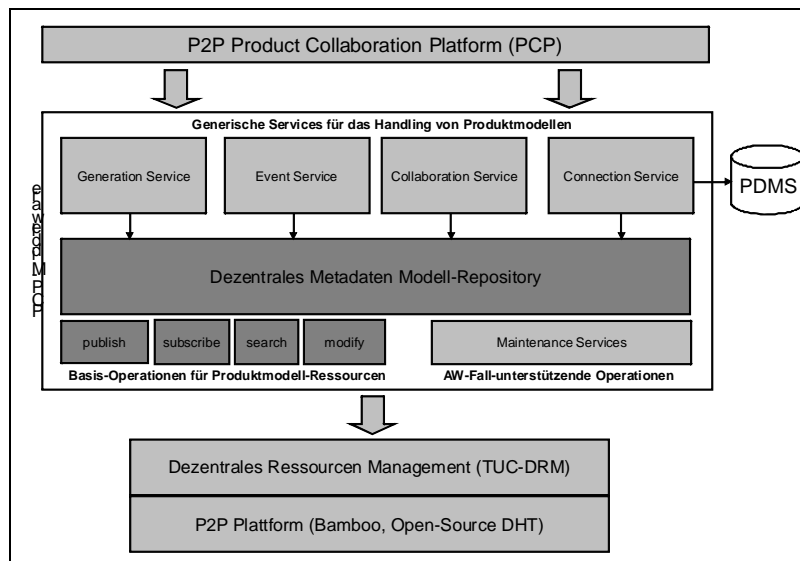 P2P Product Collaboration Platform (PCP)
Generische Services für das Handling von Produktmodellen
Generation Service
Event Service
Collaboration Service
Connection Service
PDMS
PCP-Middleware
Dezentrales Metadaten Modell-Repository
publish
subscribe
search
modify
Maintenance Services
Basis-Operationen für Produktmodell-Ressourcen
AW-Fall-unterstützende Operationen
Dezentrales Ressourcen Management (TUC-DRM)
P2P Plattform (Bamboo, Open-Source DHT)